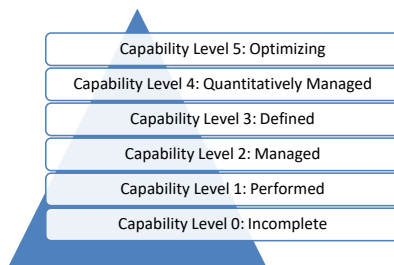 Capability Level 5: Optimizing
Capability Level 4: Quantitatively Managed
Capability Level 3: Defined
Capability Level 2: Managed
Capability Level 1: Performed
Capability Level 0: Incomplete